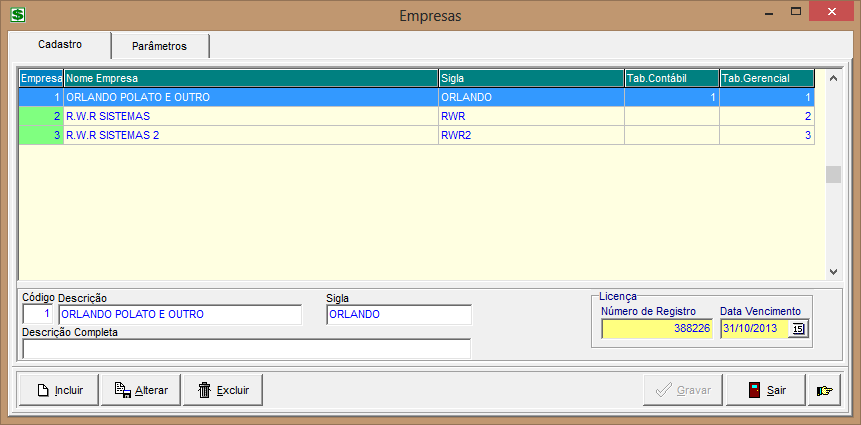 Empresas
Cadastro Parâmetros
Empresa Nome Empresa Sigla Tab.Contábil Tab.Gerencial
1 ORLANDO POLATO E OUTRO ORLANDO 1 1
2 R.W.R SISTEMAS RWR 2
3 R.W.R SISTEMAS 2 RWR2 3
Código Descrição Sigla Licença
1 ORLANDO POLATO E OUTRO ORLANDO
Número de Registro Data Vencimento
388226 31/10/2013 15
Descrição Completa
Incluir Alterar Excluir Gravar Sair